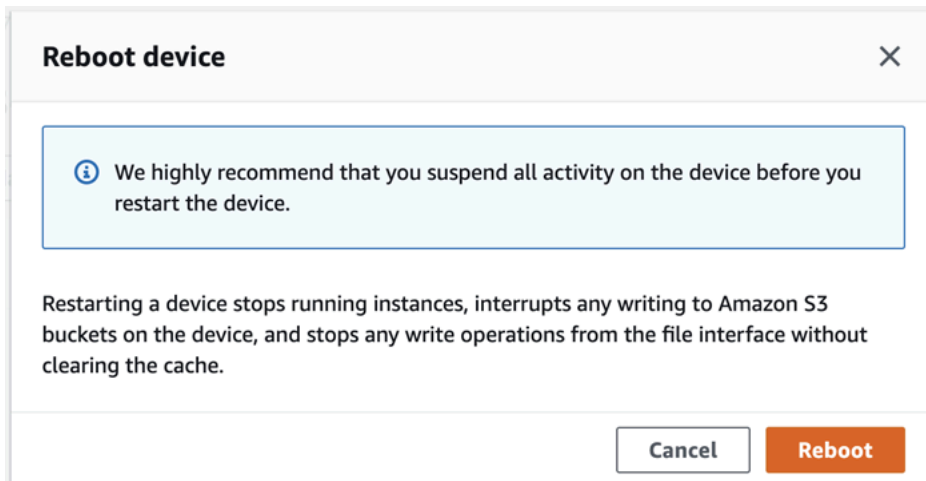 Reboot device
We highly recommend that you suspend all activity on the device before you
restart the device.
Restarting a device stops running instances, interrupts any writing to Amazon S3
buckets on the device, and stops any write operations from the file interface without
clearing the cache.
Cancel
Reboot